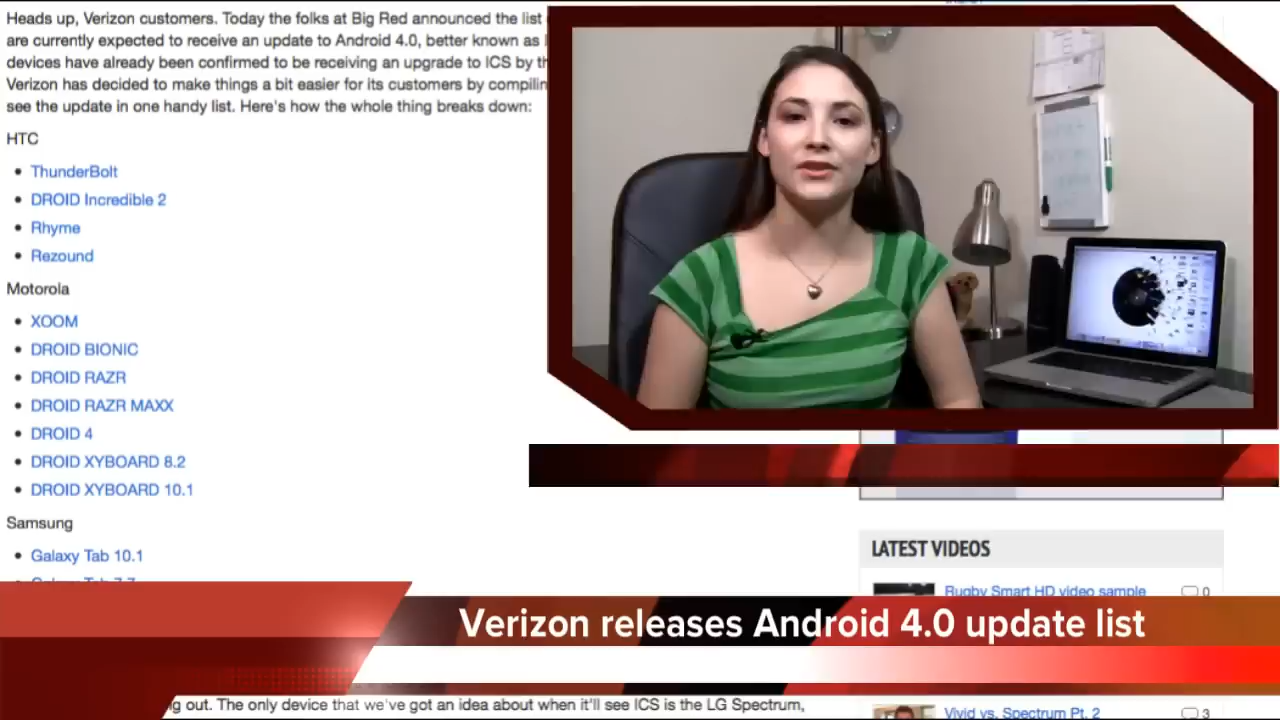 Heads up, Verizon customers. Today the folks at Big Red announced the list
are currently expected to receive an update to Android 4.0, better known as
devices have already been confirmed to be receiving an upgrade to ICS by
Verizon has decided to make things a bit easier for its customers by
see the update in one handy list. Here's how the whole thing breaks down:
HTC
• ThunderBolt
• DROID Incredible 2
• Rhyme
• Rezound
Motorola
• XOOM
• DROID BIONIC
• DROID RAZR
• DROID RAZR MAXX
• DROID 4
• DROID XYBOARD 8.2
• DROID XYBOARD 10.1
Samsung
• Galaxy Tab 10.1
LATEST VIDEOS
Rugby Smart HD video sample 0
Verizon releases Android 4.0 update list
out. The only device that we've got an idea about when it'll see ICS is the LG Spectrum,
Vivid vs. Spectrum Pt. 2 3